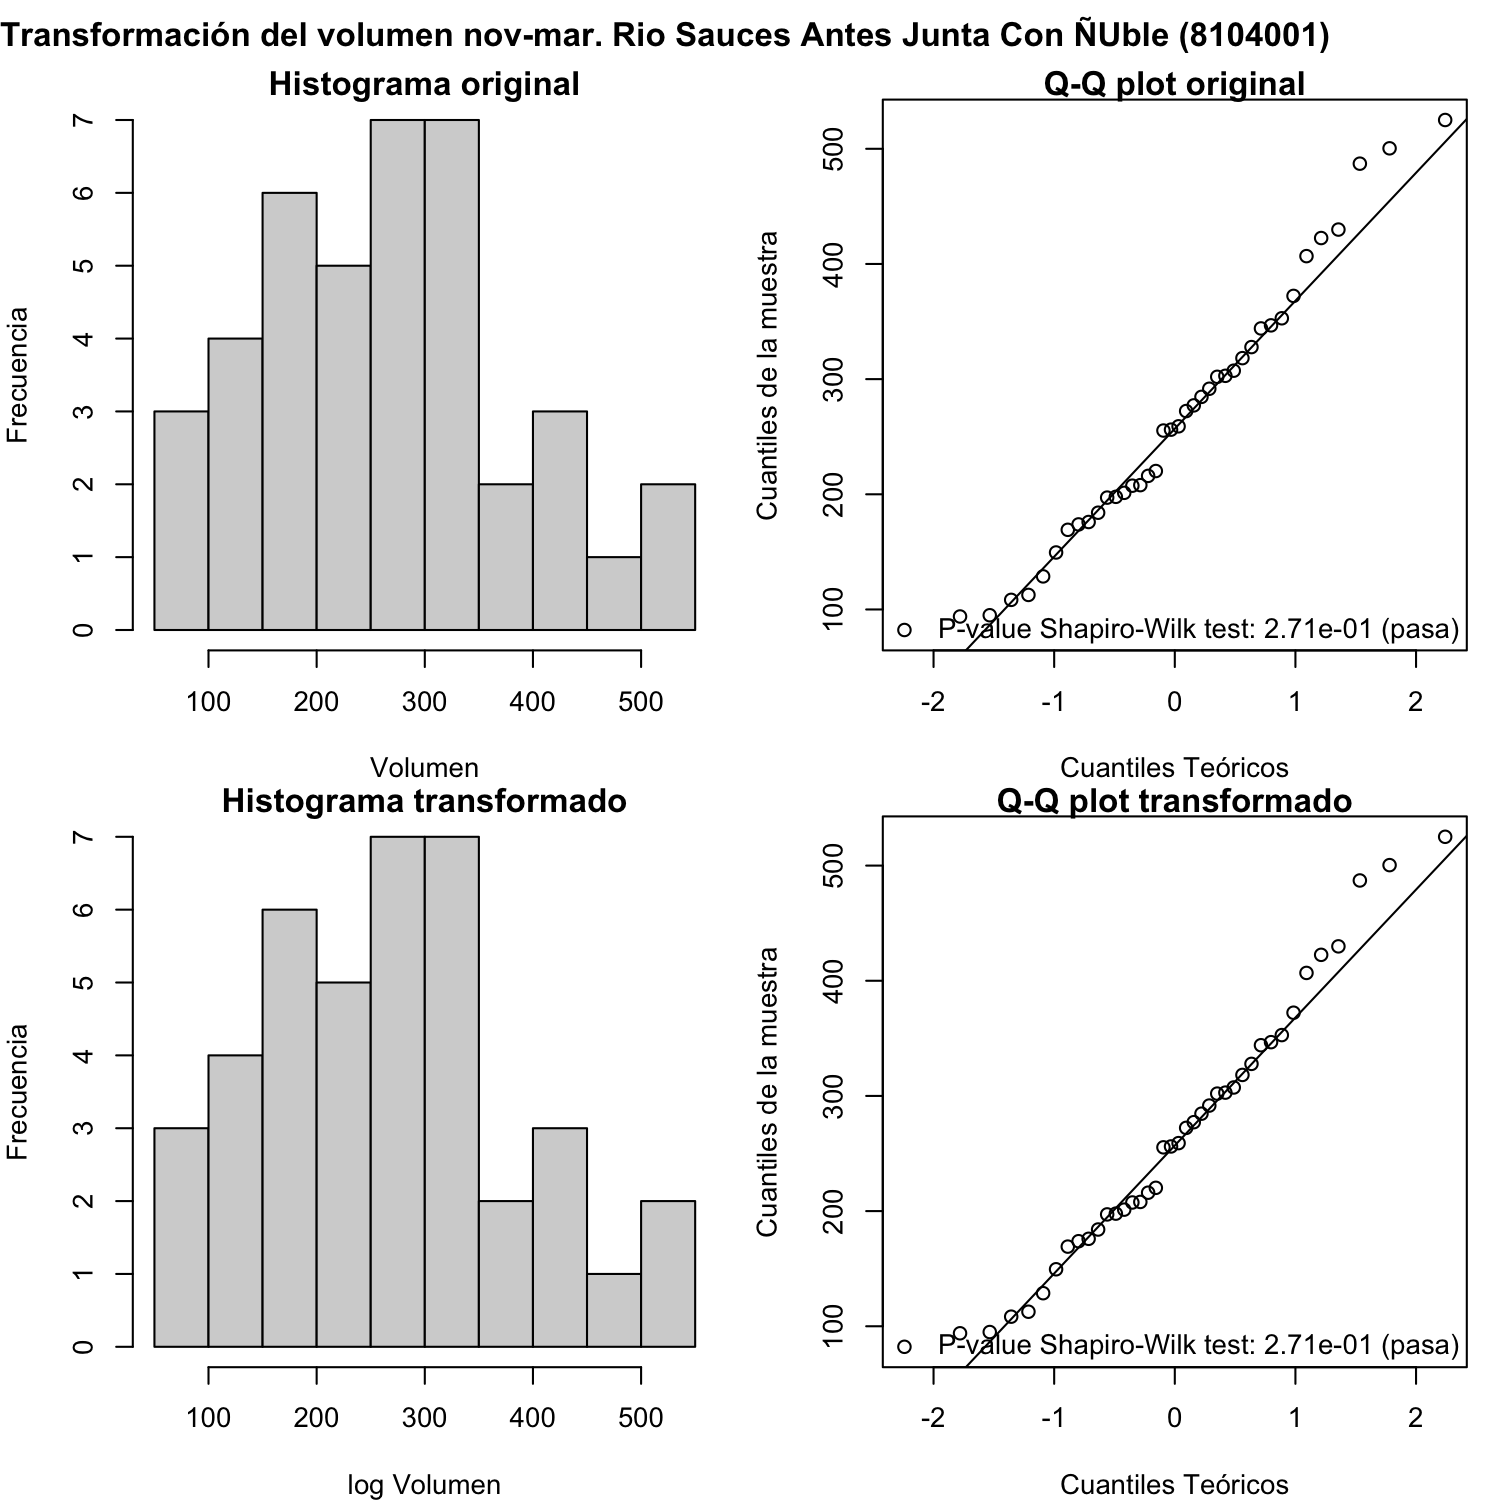 Transformación del volumen nov-mar. Rio Sauces Antes Junta Con ÑUble (8104001)
Histograma original
Frecuencia
0 1 2 3 4 5 6 7
100 200 300 400 500
Volumen
Q-Q plot original
Cuantiles de la muestra
100 200 300 400 500
P-value Shapiro-Wilk test: 2.71e-01 (pasa)
-2 -1 0 1 2
Cuantiles Teóricos
Histograma transformado
Frecuencia
0 1 2 3 4 5 6 7
100 200 300 400 500
log Volumen
Q-Q plot transformado
Cuantiles de la muestra
100 200 300 400 500
P-value Shapiro-Wilk test: 2.71e-01 (pasa)
-2 -1 0 1 2
Cuantiles Teóricos